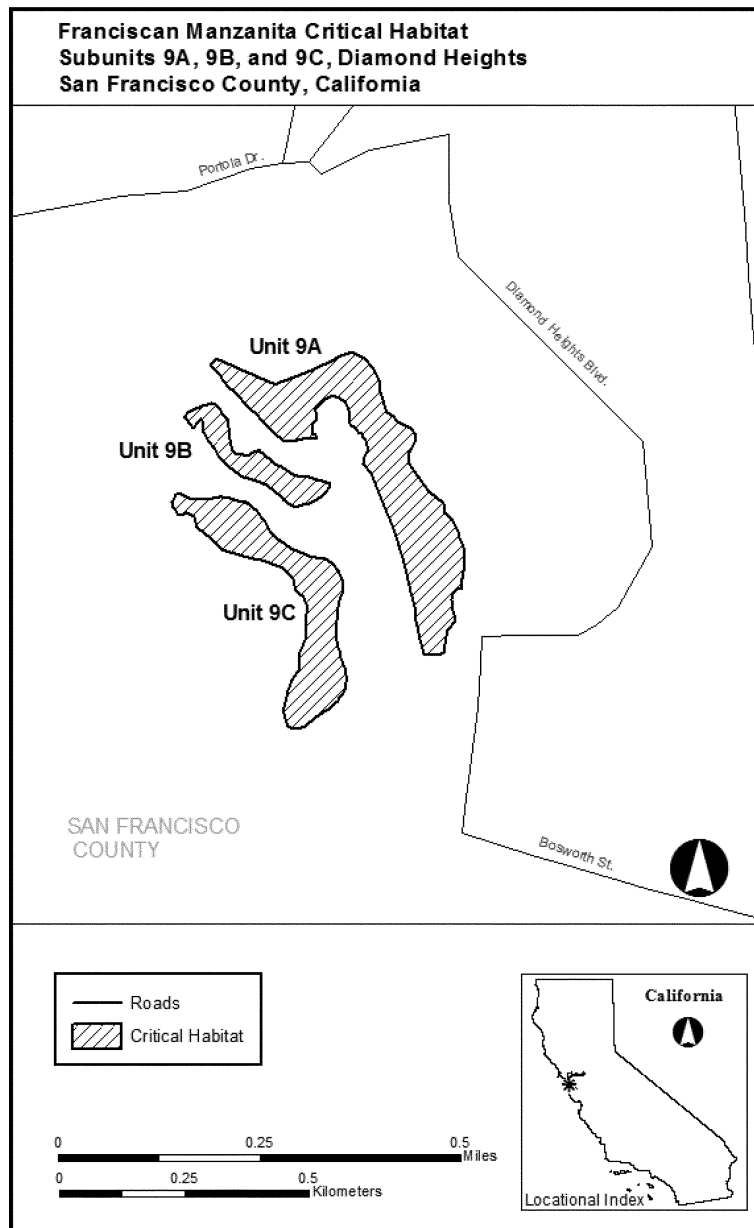 Franciscan Manzanita Critical Habitat
Subunits 9A, 9B, and 9C, Diamond Heights
San Francisco County, California
Portola Dr.
Diamond Heights Blvd.
Unit 9A
Unit 9B
Unit 9C
SAN FRANCISCO
COUNTY
Bosworth St.
Roads
Critical Habitat
California
0 0.25 0.5
Miles
0 0.25 0.5
Kilometers
Locational Index